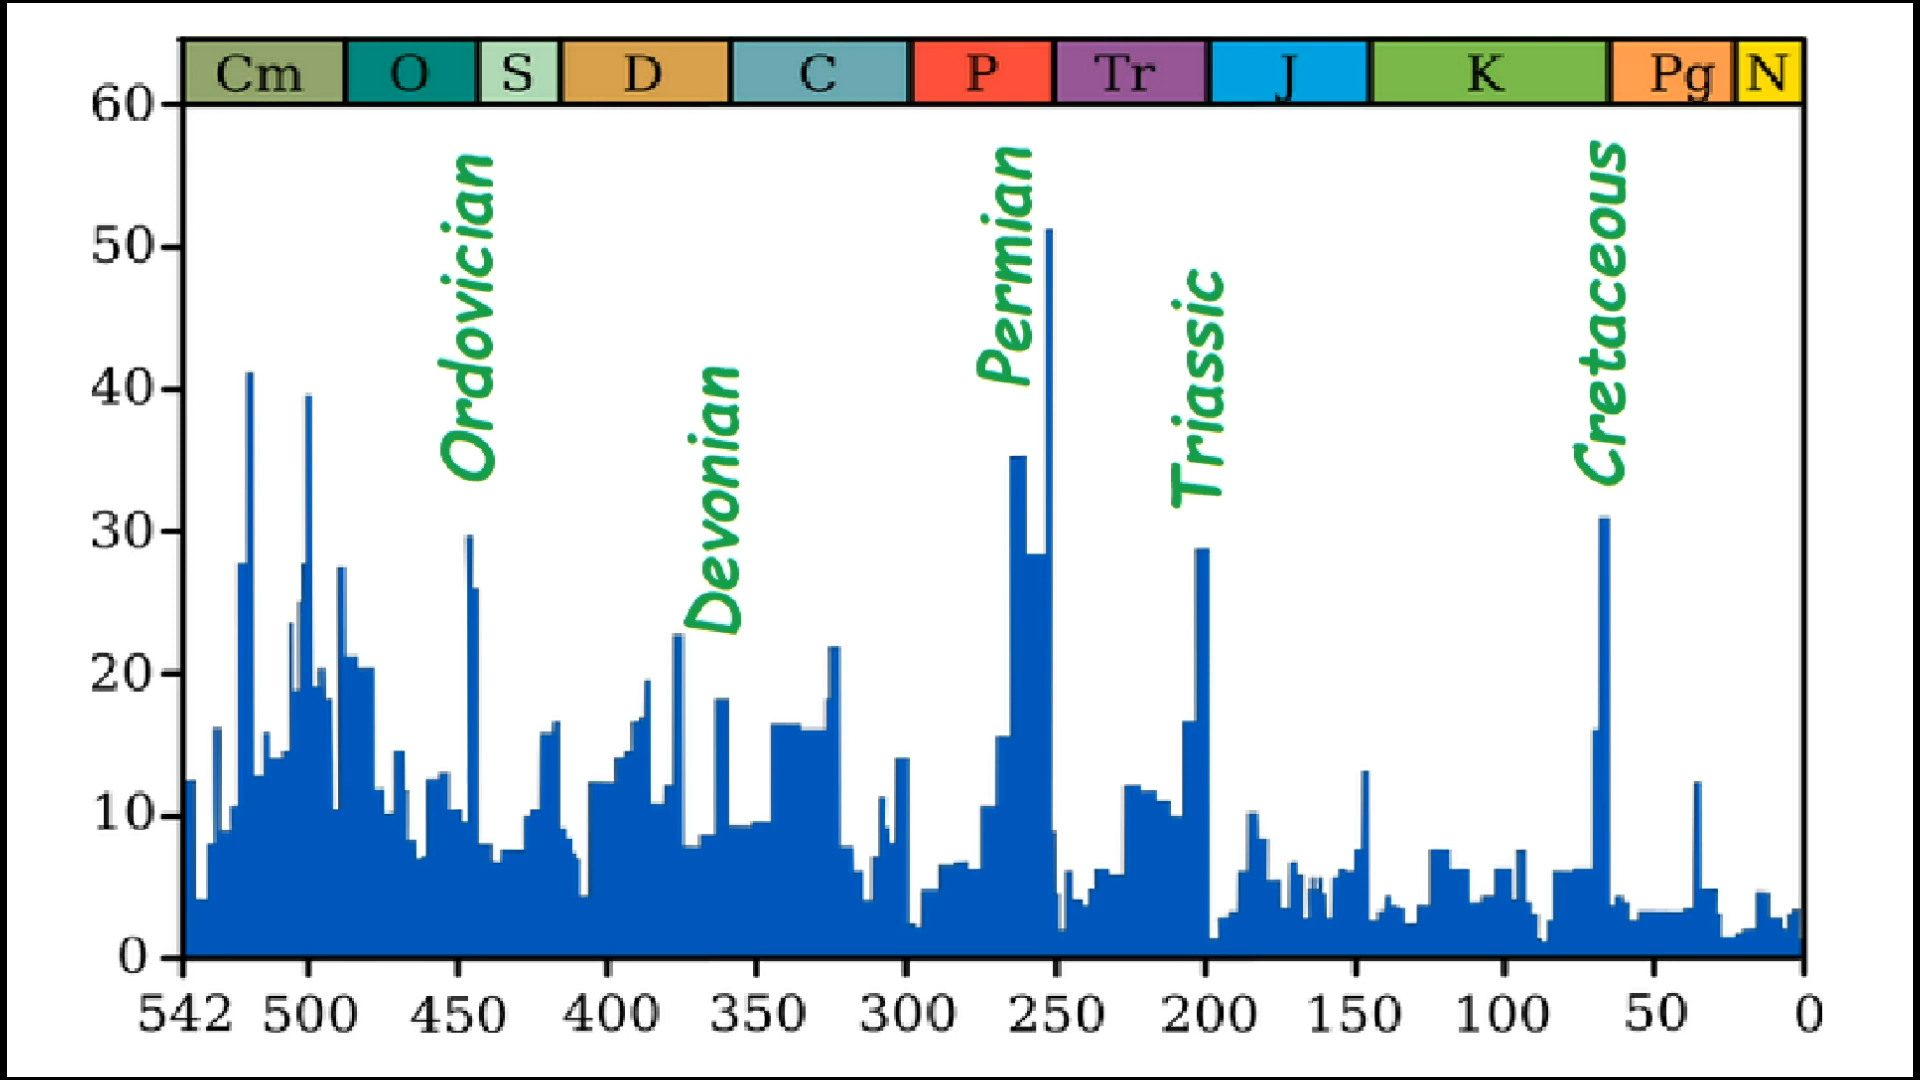 Cm O S D C P Tr J K Pg N
60
50
40
30
20
10
0
Ordovician
Devonian
Permian
Triassic
Cretaceous
542 500 450 400 350 300 250 200 150 100 50 0